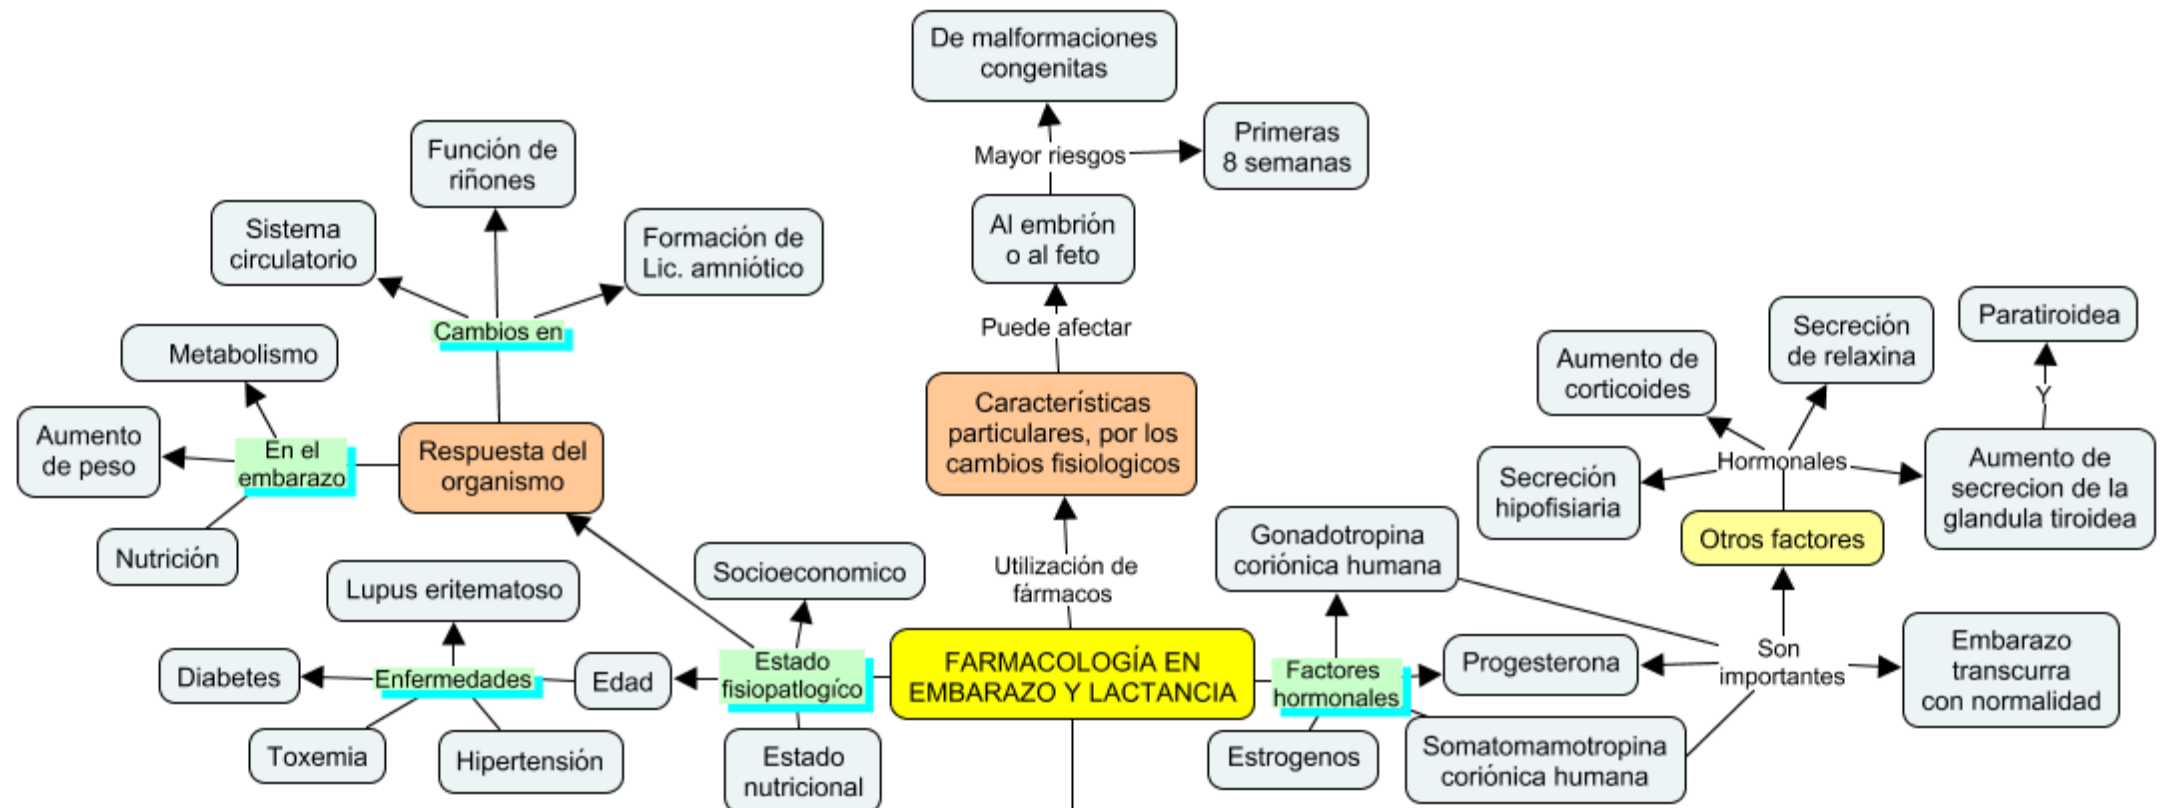 De malformaciones
congenitas
Mayor riesgos
Primeras
8 semanas
Al embrión
o al feto
Puede afectar
Características
particulares, por los
cambios fisiologicos
Utilización de
fármacos
Función de
riñones
Sistema
circulatorio
Formación de
Lic. amniótico
Cambios en
Metabolismo
Aumento
de peso
En el
embarazo
Nutrición
Respuesta del
organismo
Lupus eritematoso
Diabetes
Enfermedades
Toxemia
Hipertensión
Edad
Socioeconomico
Estado
fisiopatlogíco
Estado
nutricional
FARMACOLOGÍA EN
EMBARAZO Y LACTANCIA
Factores
hormonales
Gonadotropina
coriónica humana
Progesterona
Estrogenos
Somatomamotropina
coriónica humana
Son
importantes
Embarazo
transcurra
con normalidad
Otros factores
Hormonales
Secreción
hipofisiaria
Aumento de
corticoides
Secreción
de relaxina
Aumento de
secrecion de la
glandula tiroidea
Y
Paratiroidea